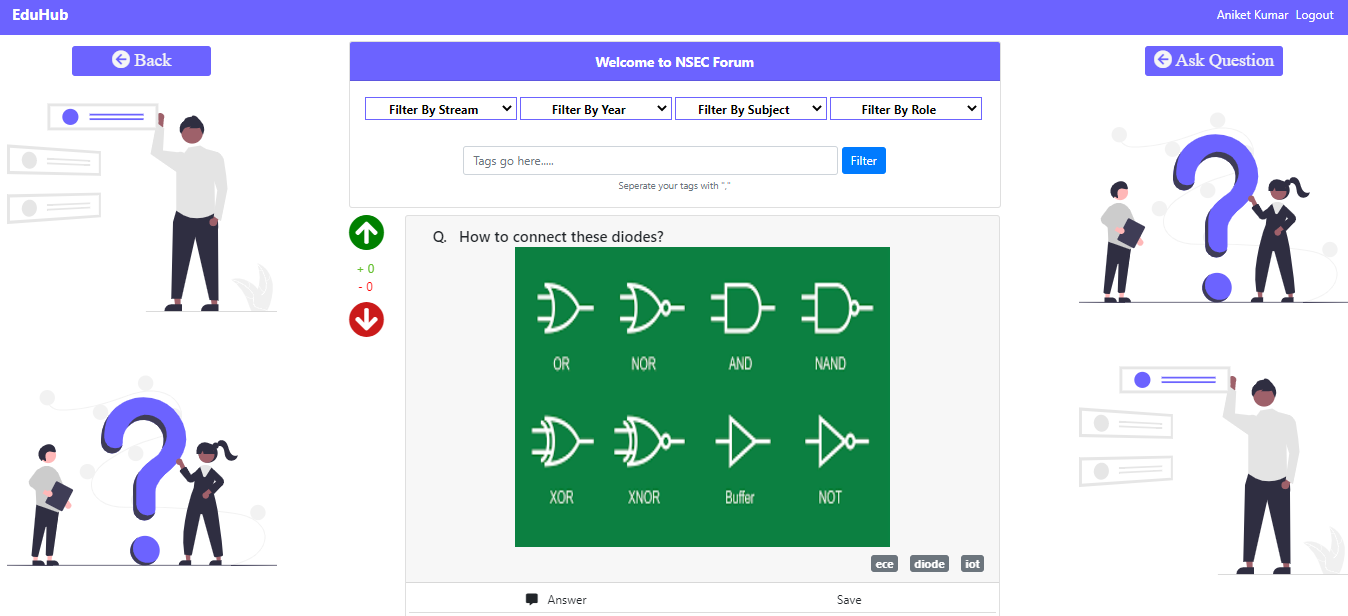 EduHub
Aniket Kumar Logout
Back
Welcome to NSEC Forum
Ask Question
Filter By Stream Filter By Year Filter By Subject Filter By Role
Tags go here..... Filter
Seperate your tags with ","
+ 0
- 0
Q. How to connect these diodes?
OR NOR AND NAND
XOR XNOR Buffer NOT
ece diode iot
Answer Save